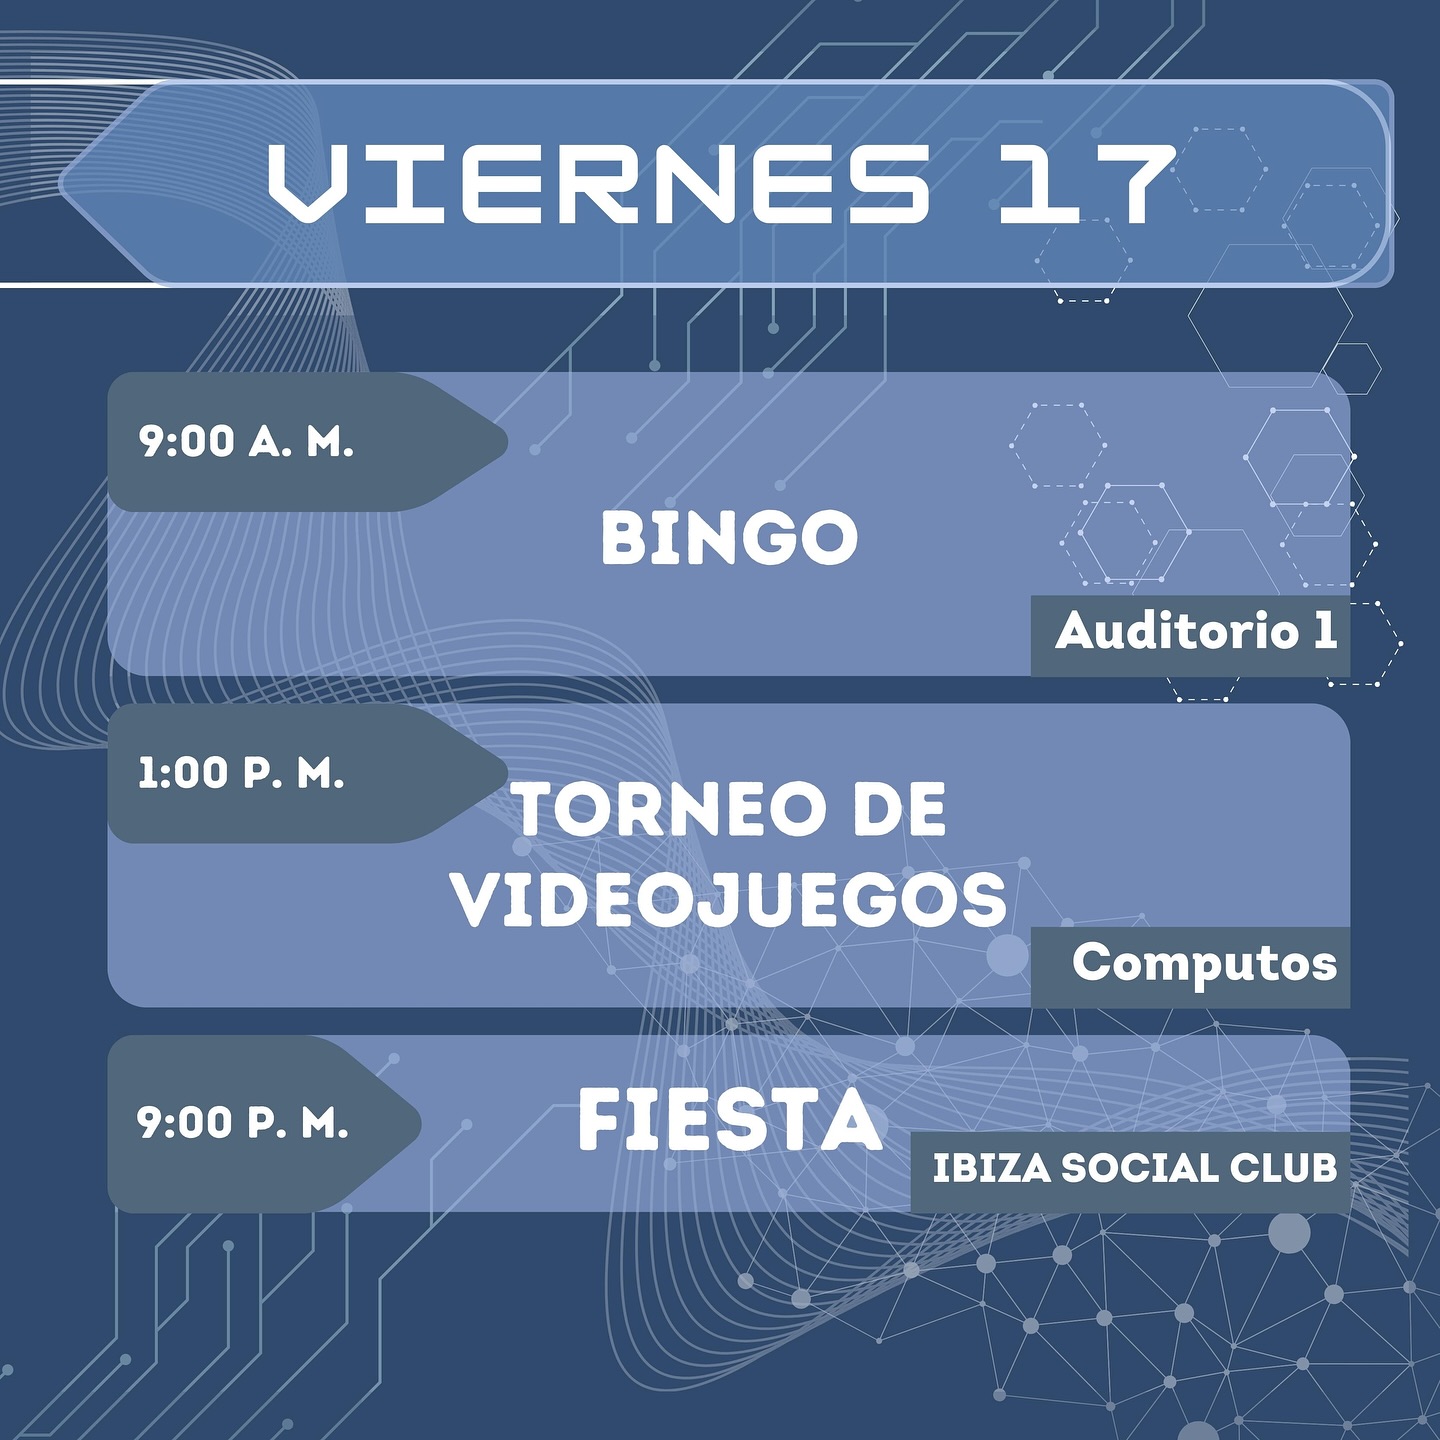 VIERNES 17
9:00 A. M.
BINGO
Auditorio 1
1:00 P. M.
TORNEO DE
VIDEOJUEGOS
Computos
9:00 P. M.
FIESTA
IBIZA SOCIAL CLUB